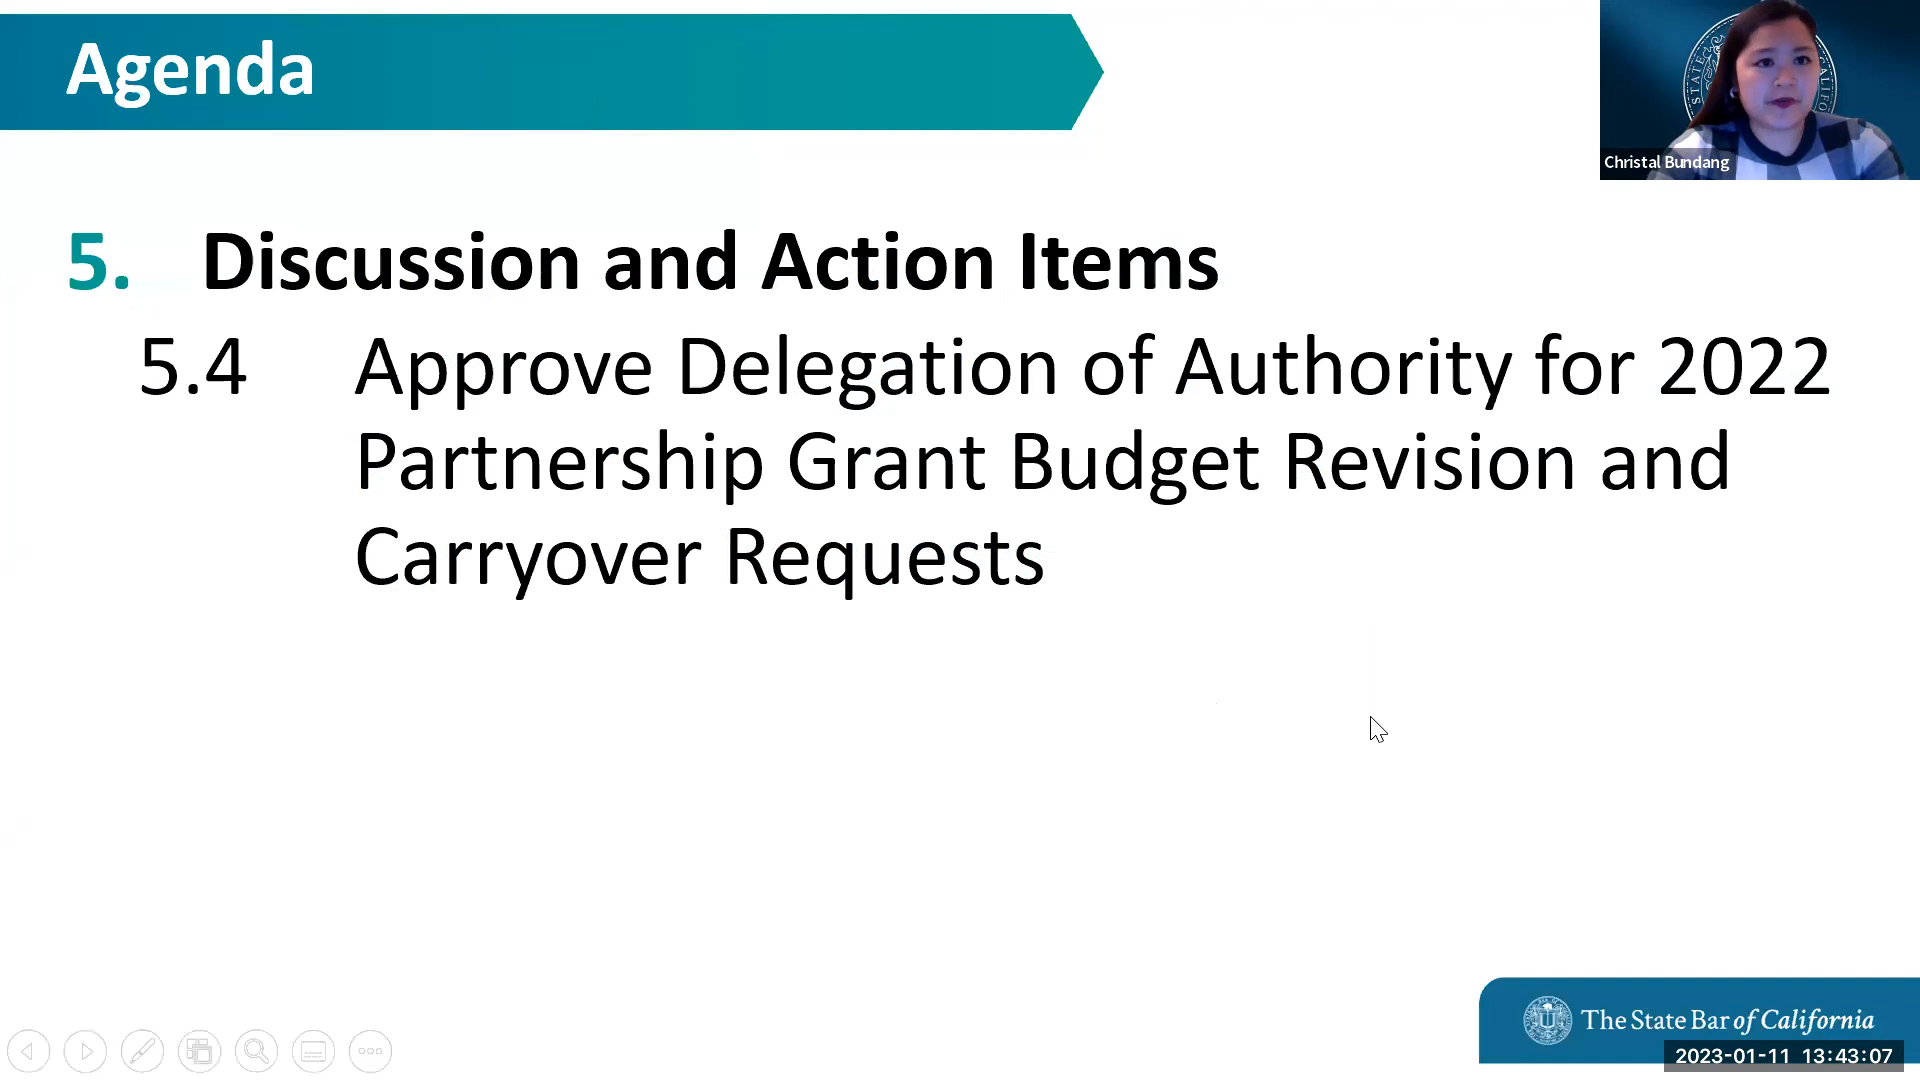 Agenda
Christal Bundang
5. Discussion and Action Items
5.4 Approve Delegation of Authority for 2022
Partnership Grant Budget Revision and
Carryover Requests
The State Bar of California
2023-01-11 13:43:07